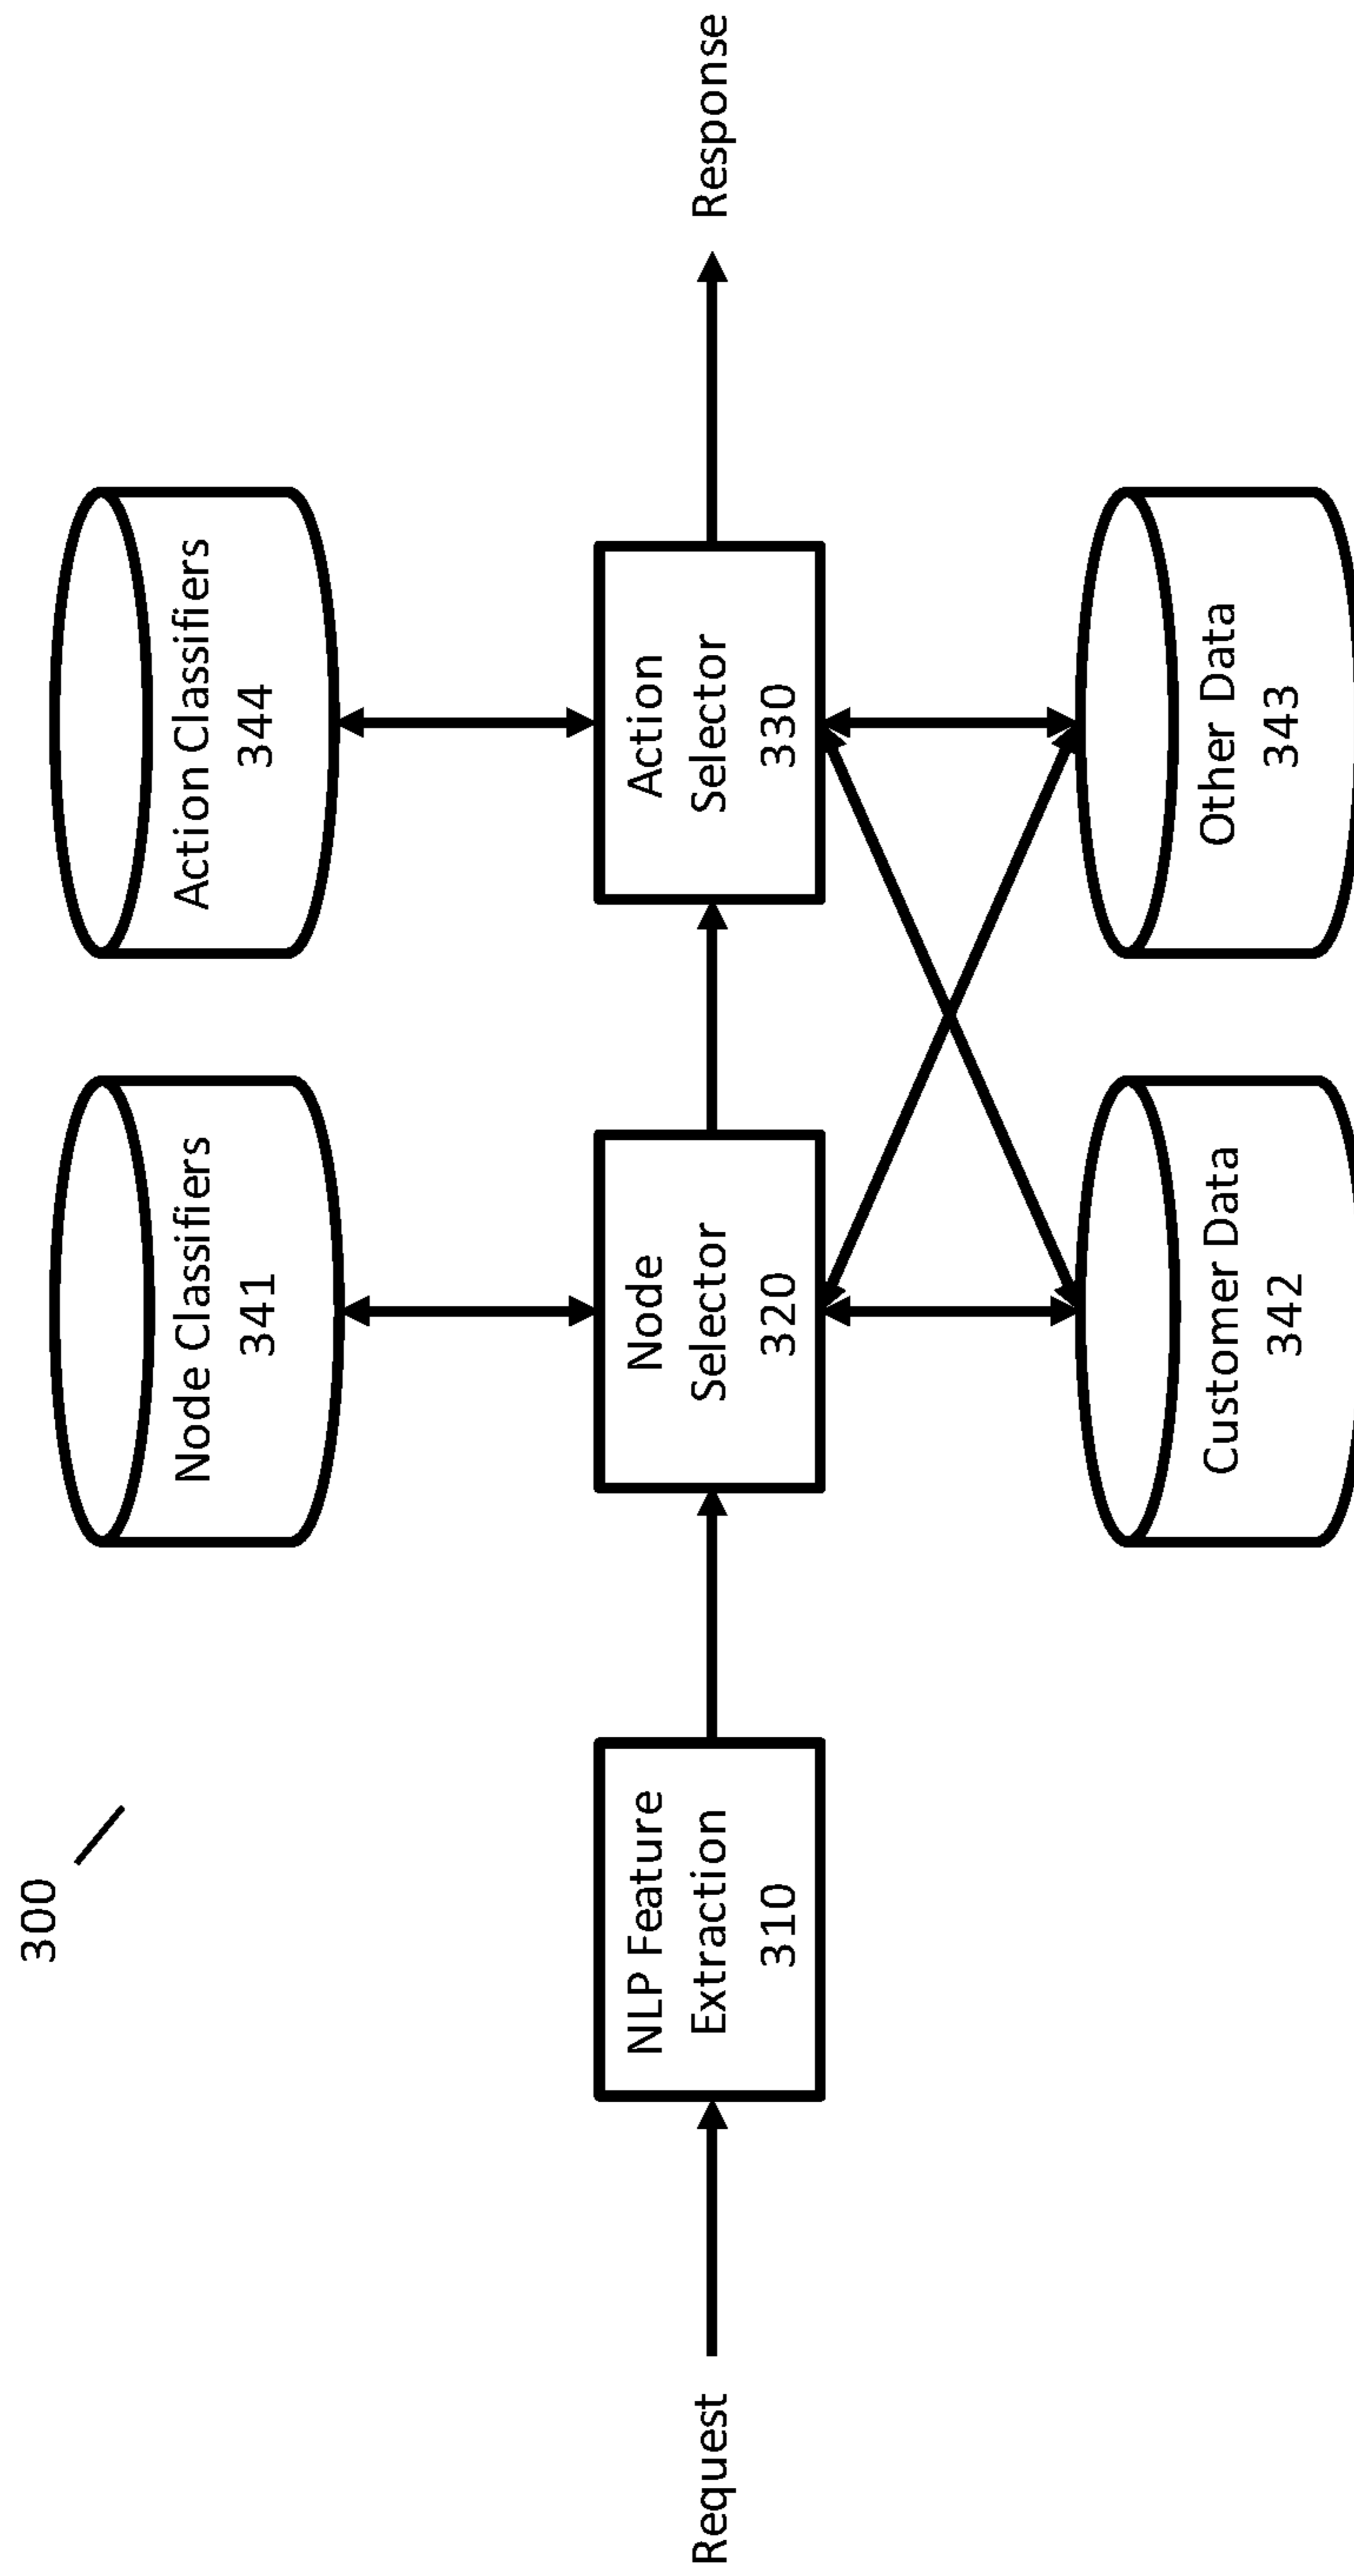 300
Node Classifiers
341
Action Classifiers
344
Request
NLP Feature
Extraction
310
Node
Selector
320
Action
Selector
330
Response
Customer Data
342
Other Data
343